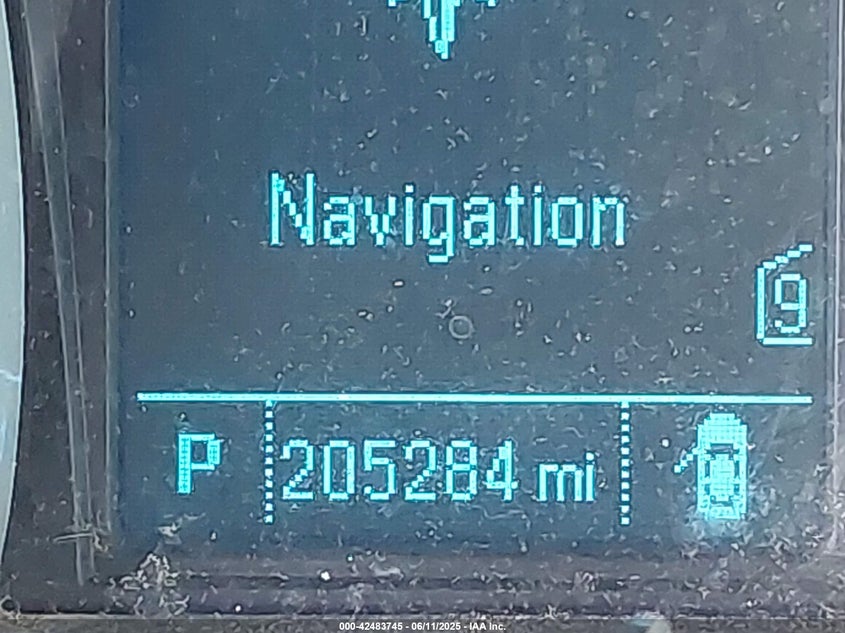 Navigation
9
P 205284 mi
000-42483745 - 06/11/2025 - IAA Inc.